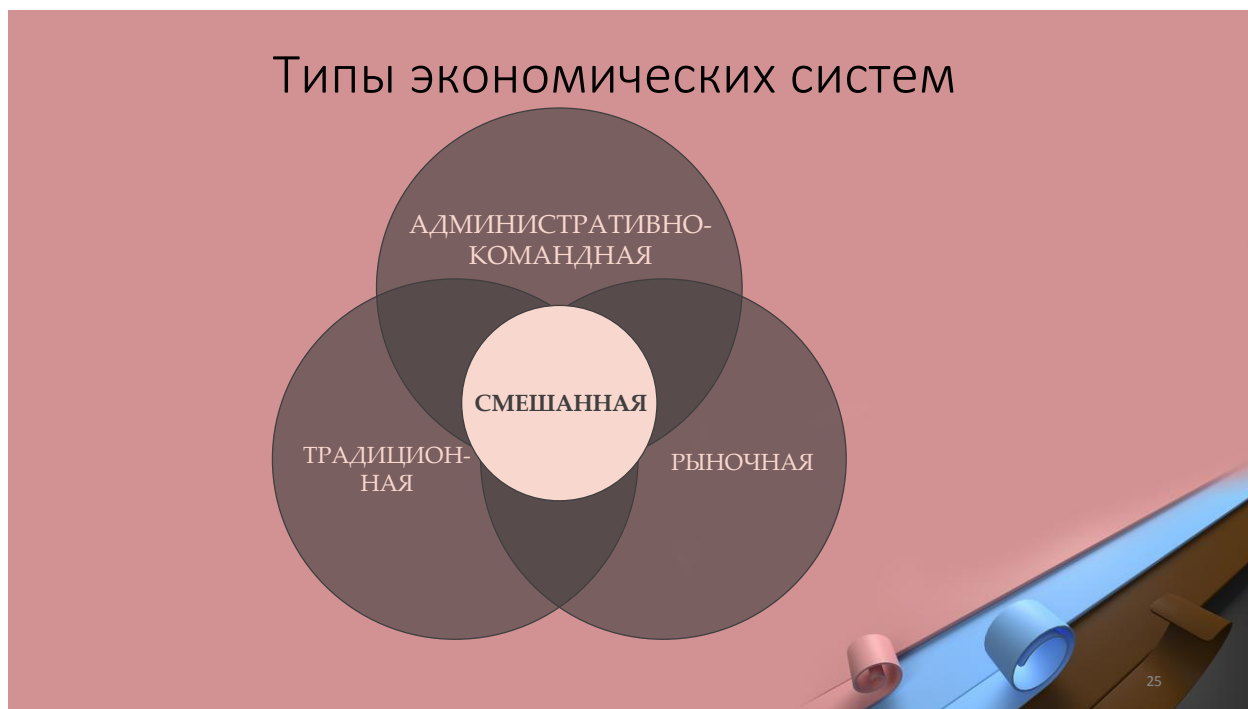 Типы экономических систем
АДМИНИСТРАТИВНО-
КОМАНДНАЯ
СМЕШАННАЯ
ТРАДИЦИОН-
НАЯ
РЫНОЧНАЯ
25